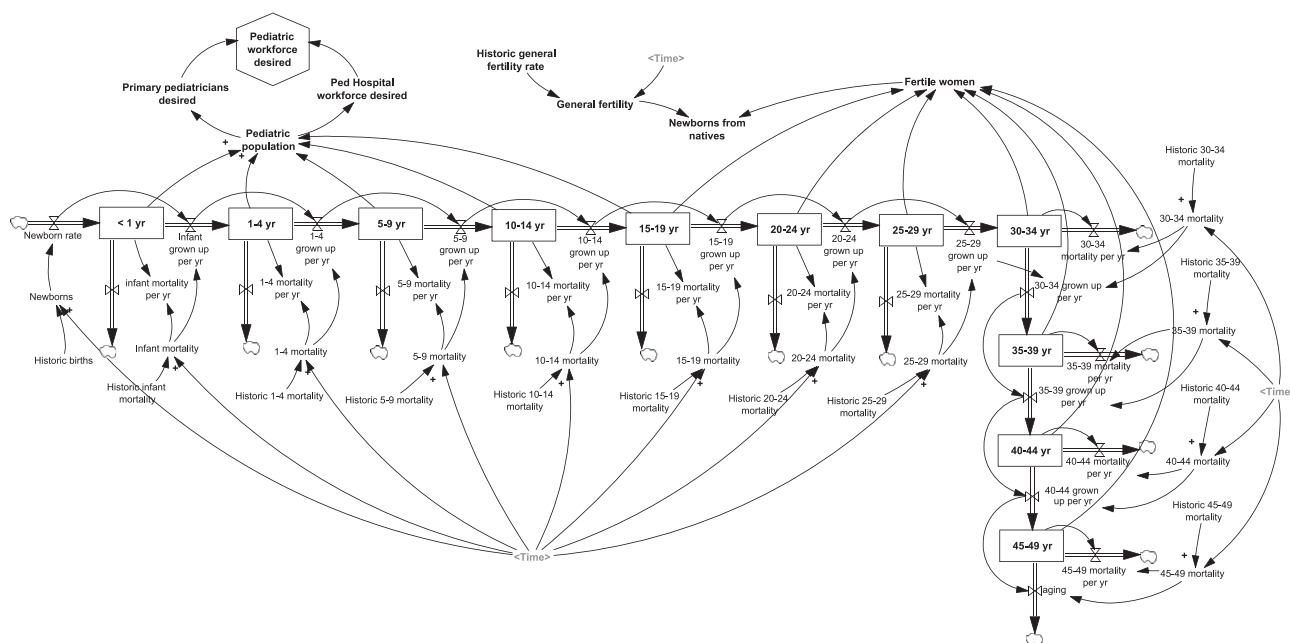 Pediatric
workforce
desired
Primary pediatricians
desired
Ped Hospital
workforce desired
Pediatric
population
+
+
Historic general
fertility rate
<Time>
General fertility
Newborns from
natives
Fertile women
Newborn rate
< 1 yr
Infant
grown up
per yr
1-4 yr
1-4
grown up
per yr
5-9 yr
5-9
grown up
per yr
10-14 yr
10-14
grown up
per yr
15-19 yr
15-19
grown up
per yr
20-24 yr
20-24
grown up
per yr
25-29 yr
25-29
grown up
per yr
30-34 yr
30-34
mortality per yr
Historic 30-34
mortality
+
30-34 mortality
infant mortality
per yr
1-4 mortality
per yr
5-9 mortality
per yr
10-14 mortality
per yr
15-19 mortality
per yr
20-24 mortality
per yr
25-29 mortality
per yr
30-34 grown up
per yr
Historic 35-39
mortality
+
35-39 mortality
Newborns
+
Historic births
Infant mortality
+
Historic infant
mortality
1-4 mortality
+
Historic 1-4 mortality
5-9 mortality
+
Historic 5-9 mortality
10-14 mortality
+
Historic 10-14
mortality
15-19 mortality
+
Historic 15-19
mortality
20-24 mortality
+
Historic 20-24
mortality
25-29 mortality
+
Historic 25-29
mortality
35-39 yr
35-39 mortality
per yr
35-39 grown up
per yr
Historic 40-44
mortality
<Time>
+
40-44 mortality
40-44 yr
40-44 mortality
per yr
40-44 grown
up per yr
Historic 45-49
mortality
+
45-49 mortality
45-49 yr
45-49 mortality
per yr
aging
<Time>